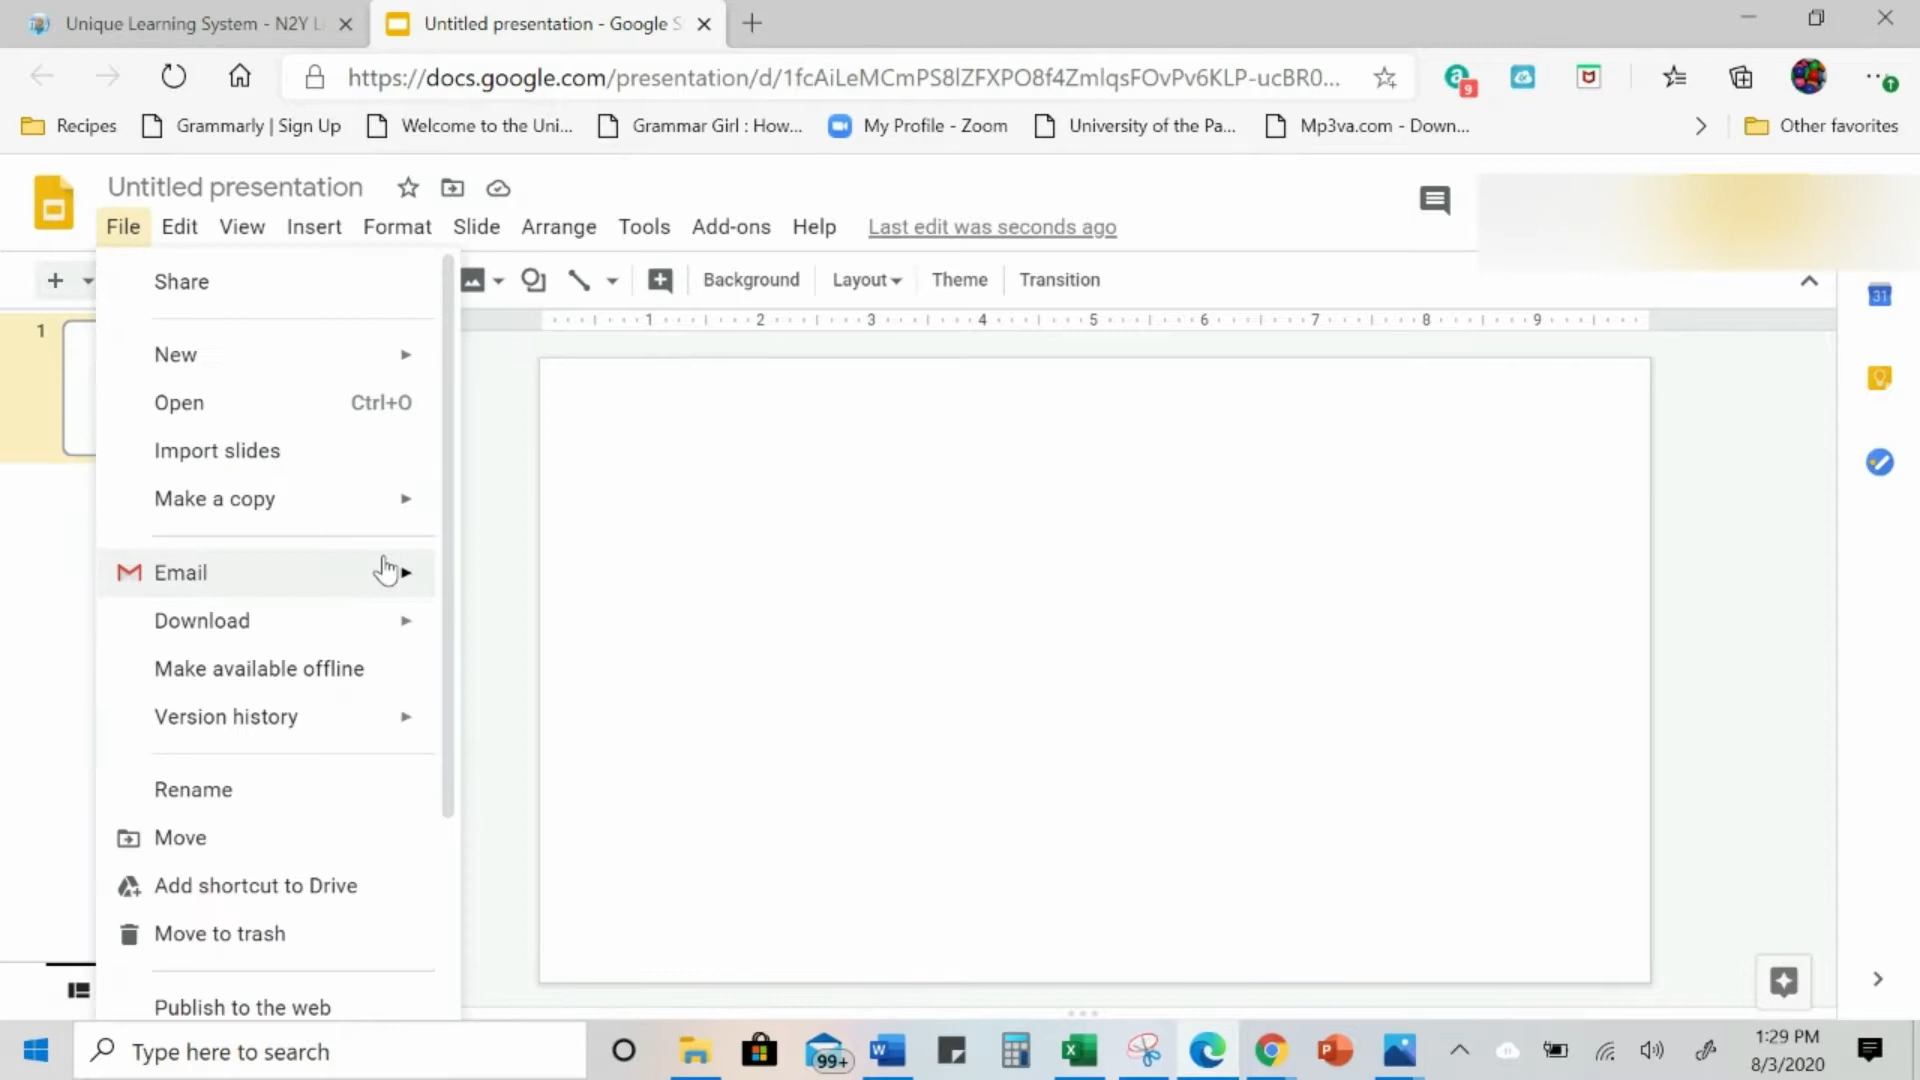 Unique Learning System - N2Y L
Untitled presentation - Google S
https://docs.google.com/presentation/d/1fcAiLeMCmPS8lZFXPO8f4ZmlqsFOvPv6KLP-ucBR0...
9
Recipes
Grammarly | Sign Up
Welcome to the Uni...
Grammar Girl : How...
My Profile - Zoom
University of the Pa...
Mp3va.com - Down...
Other favorites
Untitled presentation
File Edit View Insert Format Slide Arrange Tools Add-ons Help Last edit was seconds ago
Background Layout Theme Transition
31
1 2 3 4 5 6 7 8 9
1
Share
New
Open Ctrl+O
Import slides
Make a copy
Email
Download
Make available offline
Version history
Rename
Move
Add shortcut to Drive
Move to trash
Publish to the web
Type here to search
99+
1:29 PM
8/3/2020